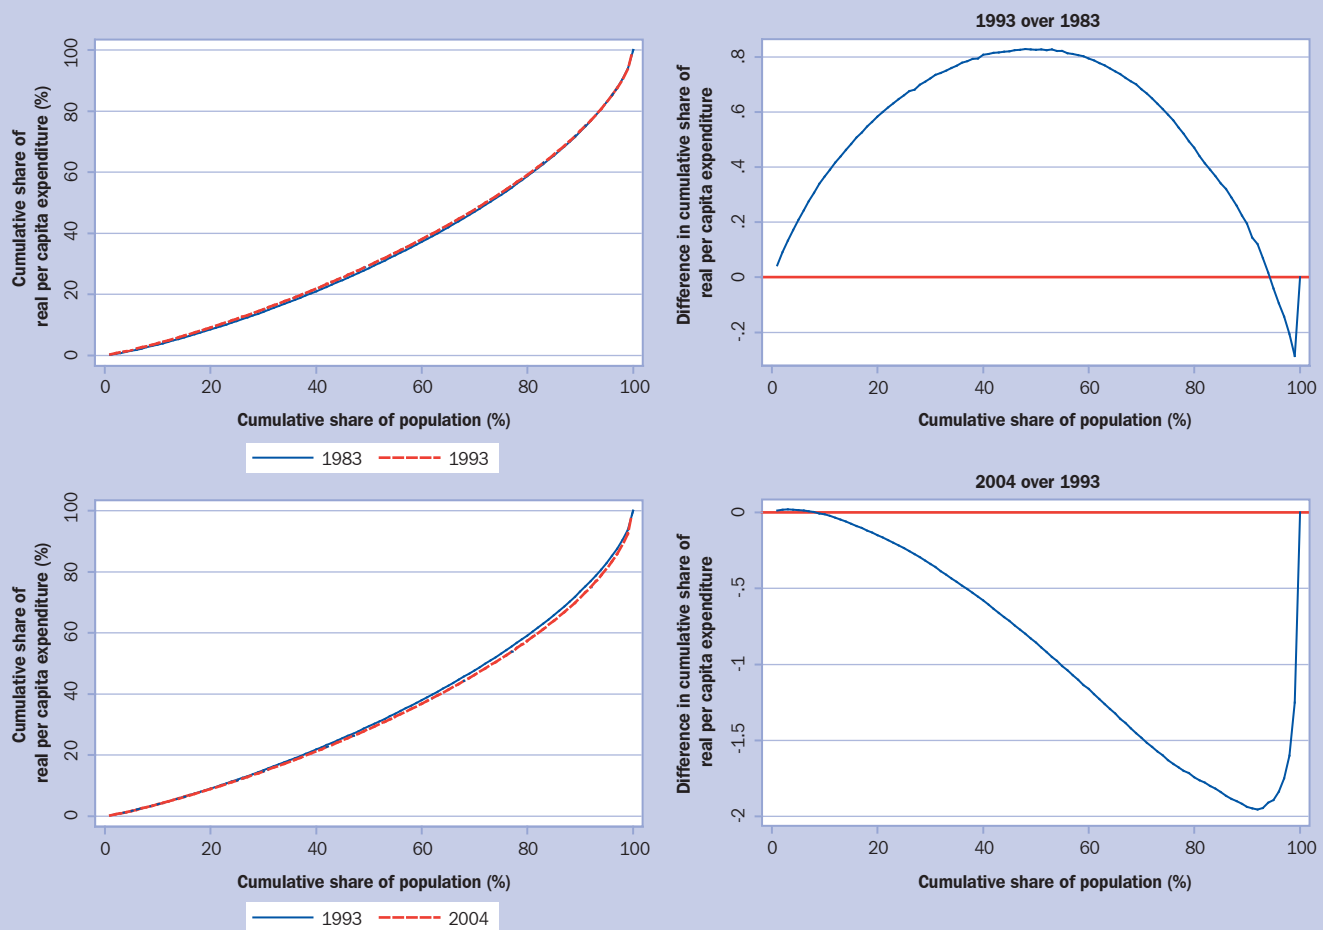 Cumulative share of
real per capita expenditure (%)
100
80
60
40
20
0
0 20 40 60 80 100
Cumulative share of population (%)
1983 1993
1993 over 1983
Difference in cumulative share of
real per capita expenditure
.8
.6
.4
.2
0
-.2
0 20 40 60 80 100
Cumulative share of population (%)
Cumulative share of
real per capita expenditure (%)
100
80
60
40
20
0
0 20 40 60 80 100
Cumulative share of population (%)
1993 2004
2004 over 1993
Difference in cumulative share of
real per capita expenditure
0
-.5
-1
-1.5
-2
0 20 40 60 80 100
Cumulative share of population (%)